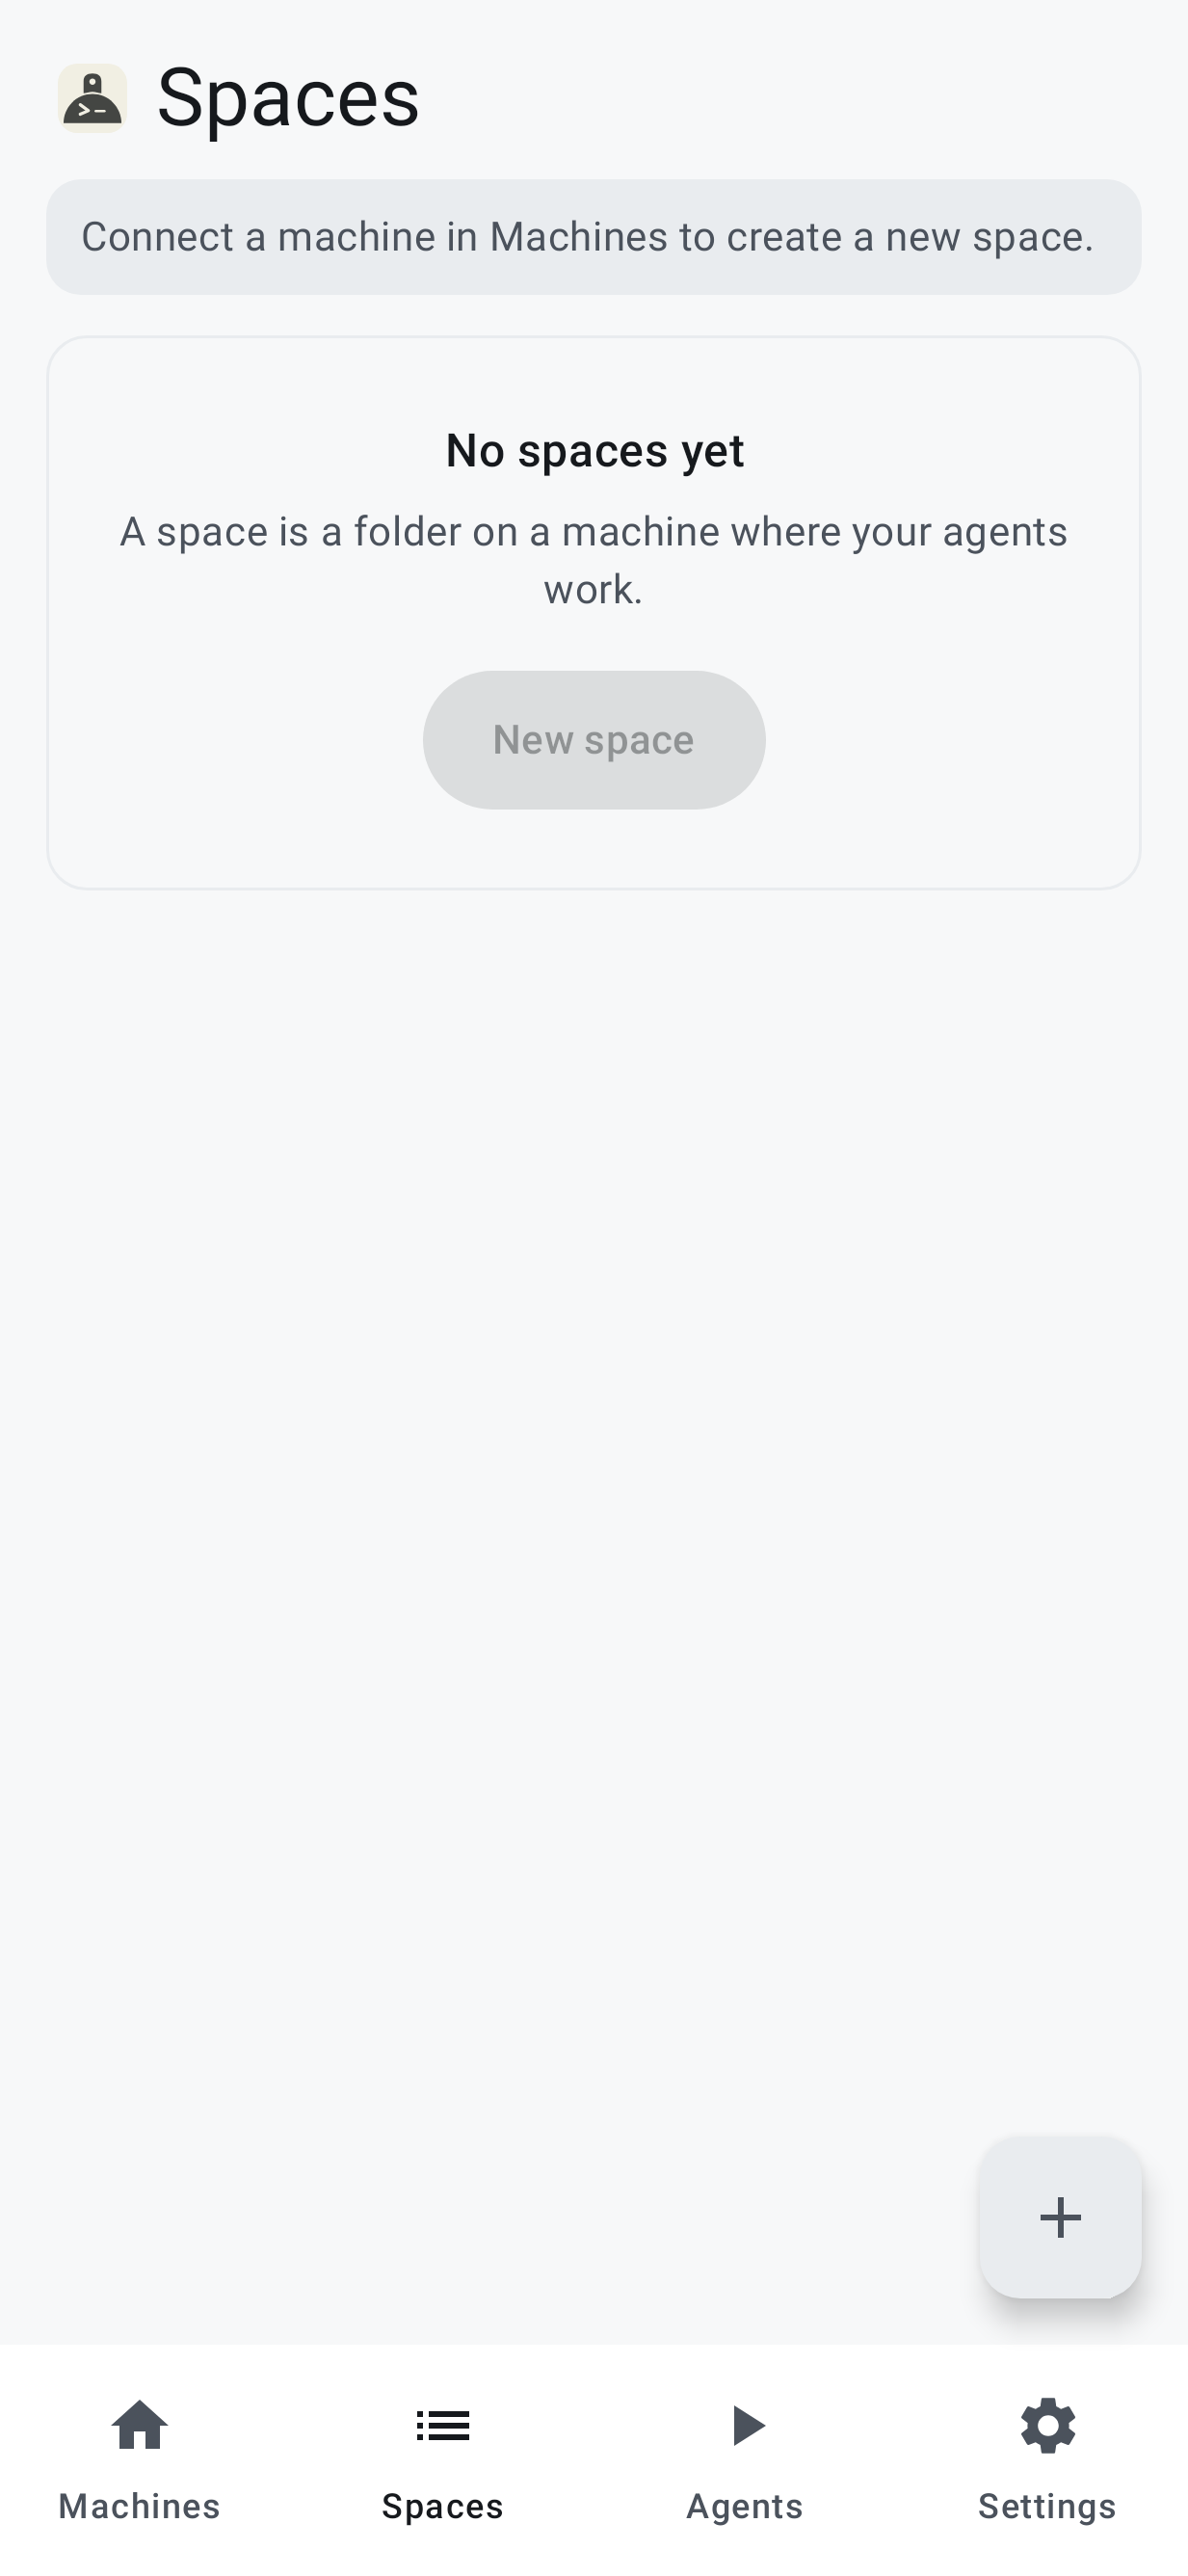 Spaces
Connect a machine in Machines to create a new space.
No spaces yet
A space is a folder on a machine where your agents
work.
New space
Machines
Spaces
Agents
Settings